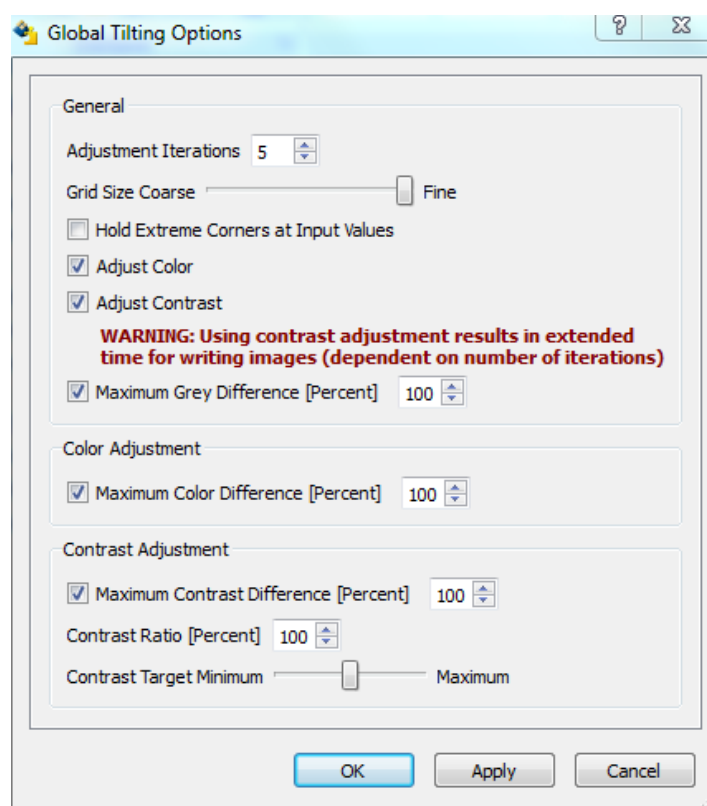 Global Tilting Options
General
Adjustment Iterations 5
Grid Size Coarse Fine
Hold Extreme Corners at Input Values
Adjust Color
Adjust Contrast
WARNING: Using contrast adjustment results in extended
time for writing images (dependent on number of iterations)
Maximum Grey Difference [Percent] 100
Color Adjustment
Maximum Color Difference [Percent] 100
Contrast Adjustment
Maximum Contrast Difference [Percent] 100
Contrast Ratio [Percent] 100
Contrast Target Minimum Maximum
OK Apply Cancel